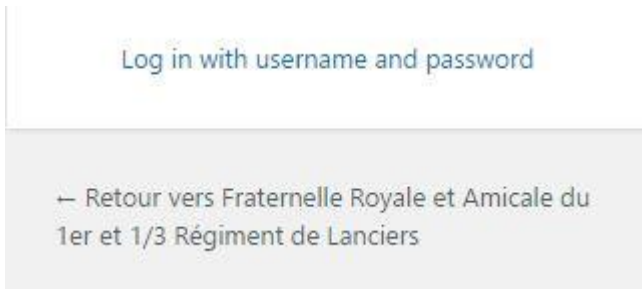 Log in with username and password
← Retour vers Fraternelle Royale et Amicale du
1er et 1/3 Régiment de Lanciers